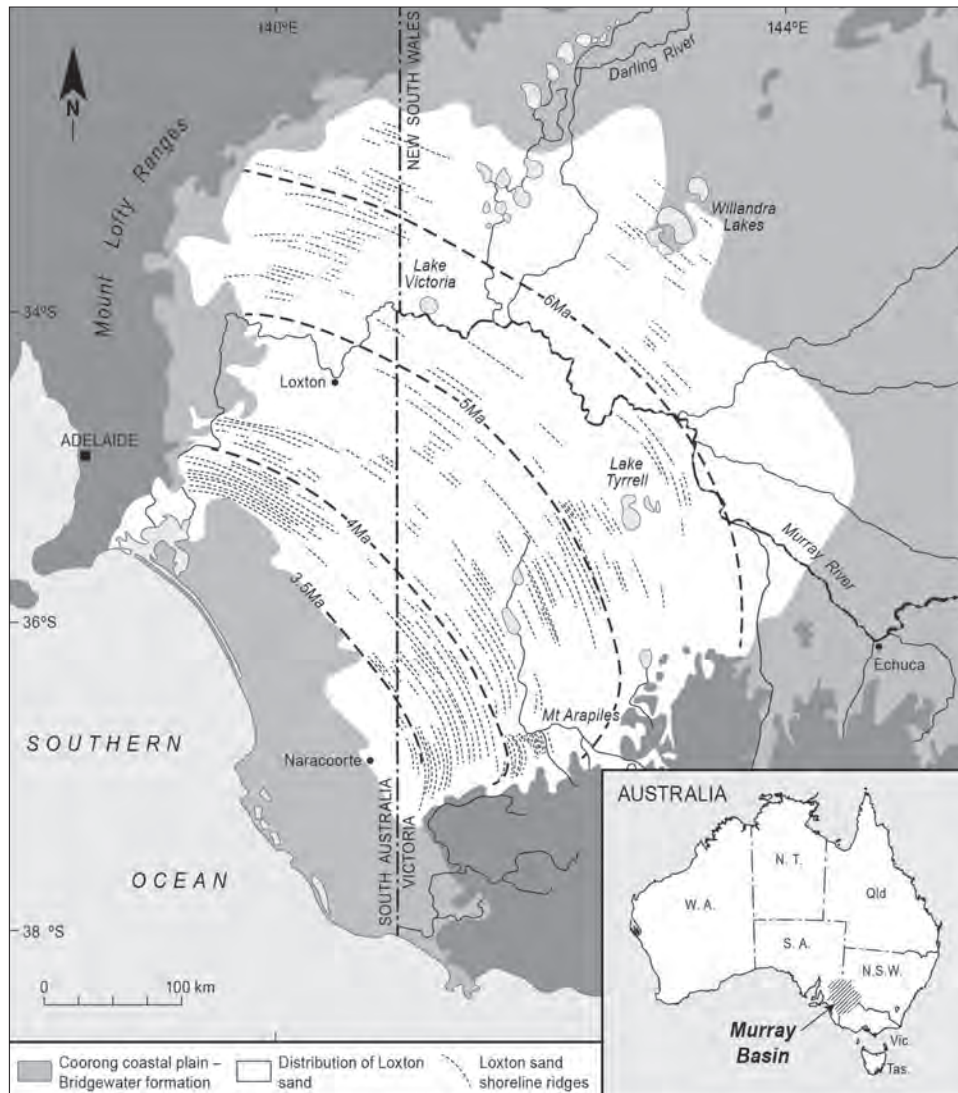 140ºE
144ºE
N
NEW SOUTH WALES
Darling River
Mount Lofty Ranges
Willandra
Lakes
Lake
Victoria
6Ma
34ºS
Loxton
5Ma
ADELAIDE
Lake
Tyrrell
4Ma
Murray River
3.5Ma
36ºS
Echuca
Mt Arapiles
SOUTHERN
Naracoorte
SOUTH AUSTRALIA
VICTORIA
OCEAN
38 ºS
0 100 km
AUSTRALIA
N. T.
W. A.
Qld
S. A.
N.S.W.
Murray
Basin
Vic.
Tas.
Coorong coastal plain –
Bridgewater formation
Distribution of Loxton
sand
Loxton sand
shoreline ridges